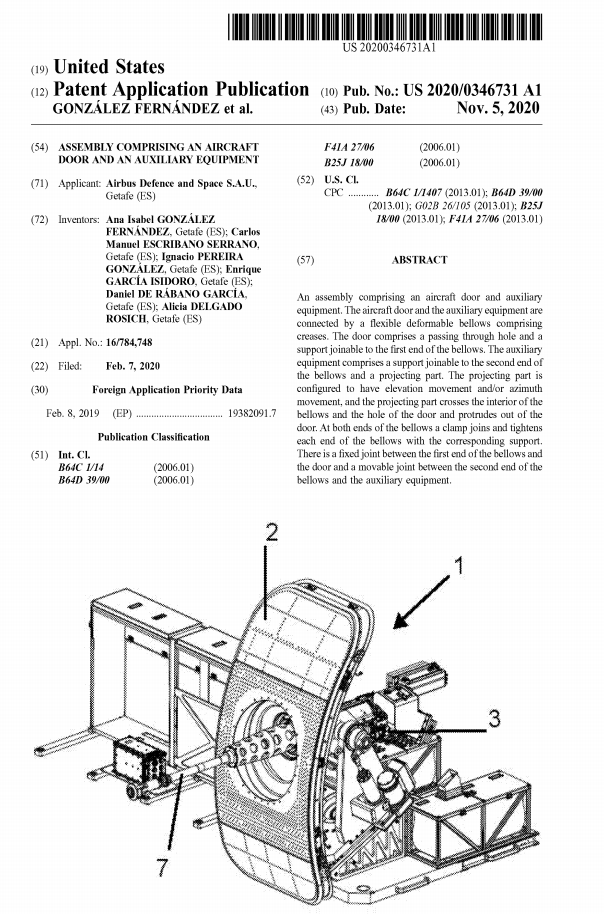 US 20200346731A1
(19) United States
(12) Patent Application Publication
GONZÁLEZ FERNÁNDEZ et al.
(10) Pub. No.: US 2020/0346731 A1
(43) Pub. Date: Nov. 5, 2020
(54) ASSEMBLY COMPRISING AN AIRCRAFT
DOOR AND AN AUXILIARY EQUIPMENT
(71) Applicant: Airbus Defence and Space S.A.U.,
Getafe (ES)
(72) Inventors: Ana Isabel GONZÁLEZ
FERNÁNDEZ, Getafe (ES); Carlos
Manuel ESCRIBANO SERRANO,
Getafe (ES); Ignacio PEREIRA
GONZÁLEZ, Getafe (ES); Enrique
GARCÍA ISIDORO, Getafe (ES);
Daniel DE RÁBANO GARCÍA,
Getafe (ES); Alicia DELGADO
ROSICH, Getafe (ES)
(21) Appl. No.: 16/784,748
(22) Filed: Feb. 7, 2020
(30) Foreign Application Priority Data
Feb. 8, 2019 (EP) .................................. 19382091.7
Publication Classification
(51) Int. Cl.
B64C 1/14 (2006.01)
B64D 39/00 (2006.01)
F41A 27/06 (2006.01)
B25J 18/00 (2006.01)
(52) U.S. Cl.
CPC ............ B64C 1/1407 (2013.01); B64D 39/00
(2013.01); G02B 26/105 (2013.01); B25J
18/00 (2013.01); F41A 27/06 (2013.01)
(57) ABSTRACT
An assembly comprising an aircraft door and auxiliary
equipment. The aircraft door and the auxiliary equipment are
connected by a flexible deformable bellows comprising
creases. The door comprises a passing through hole and a
support joinable to the first end of the bellows. The auxiliary
equipment comprises a support joinable to the second end of
the bellows and a projecting part. The projecting part is
configured to have elevation movement and/or azimuth
movement, and the projecting part crosses the interior of the
bellows and the hole of the door and protrudes out of the
door. At both ends of the bellows a clamp joins and tightens
each end of the bellows with the corresponding support.
There is a fixed joint between the first end of the bellows and
the door and a movable joint between the second end of the
bellows and the auxiliary equipment.
2
1
3
7